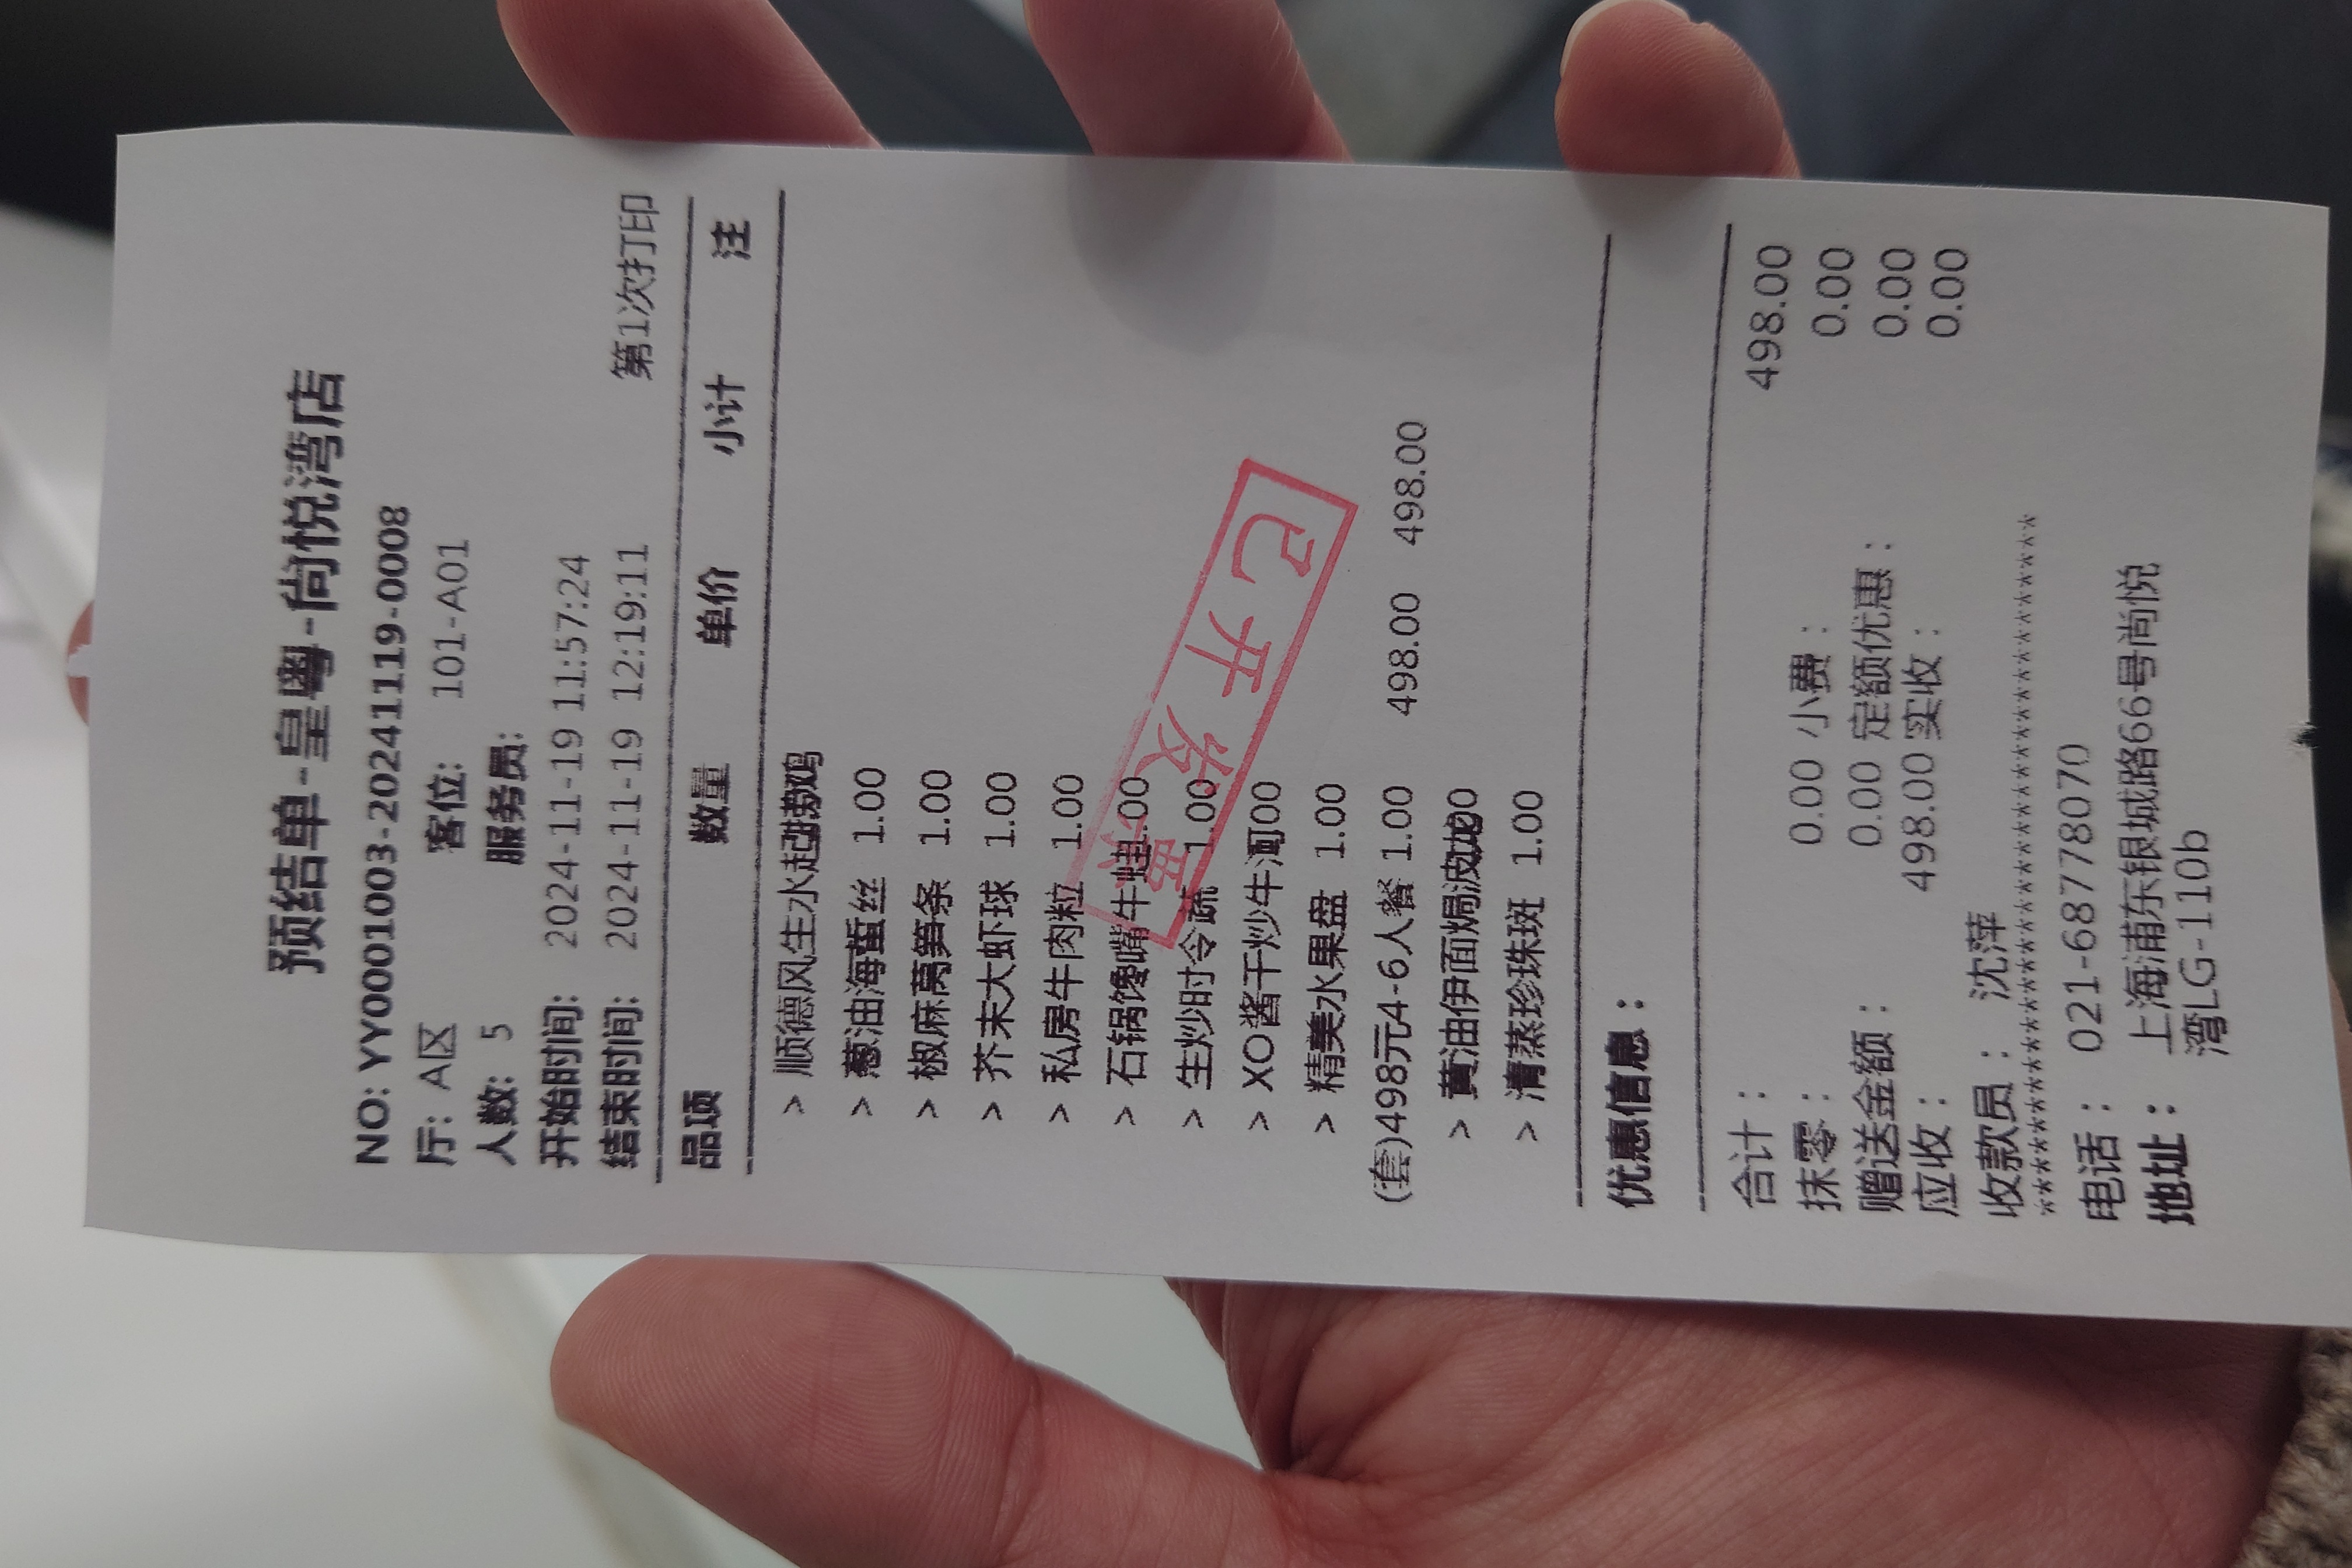 预结单-皇粤-尚悦湾店
NO: YY0001003-20241119-0008
厅: A区 客位: 101-A01
人数: 5 服务员:
开始时间: 2024-11-19 11:57:24
结束时间: 2024-11-19 12:19:11
第1次打印
品项 数量 单价 小计 注
> 顺德风生水起
> 葱油海蜇丝 1.00
> 椒麻莴笋条 1.00
> 芥末大虾球 1.00
> 私房牛肉粒 1.00
> 石锅馋嘴牛蛙1.00
> 生炒时令蔬 1.00
> XO酱干炒牛河00
> 精美水果盘 1.00
(套)498元4-6人餐 1.00 498.00 498.00
> 黄油伊面焗波龙00
> 清蒸珍珠斑 1.00
已开发票
优惠信息：
合计： 498.00
抹零： 0.00 小费： 0.00
赠送金额： 0.00 定额优惠： 0.00
应收： 498.00 实收： 0.00
收款员： 沈萍
电话： 021-68778070
地址： 上海浦东银城路66号尚悦
湾LG-110b